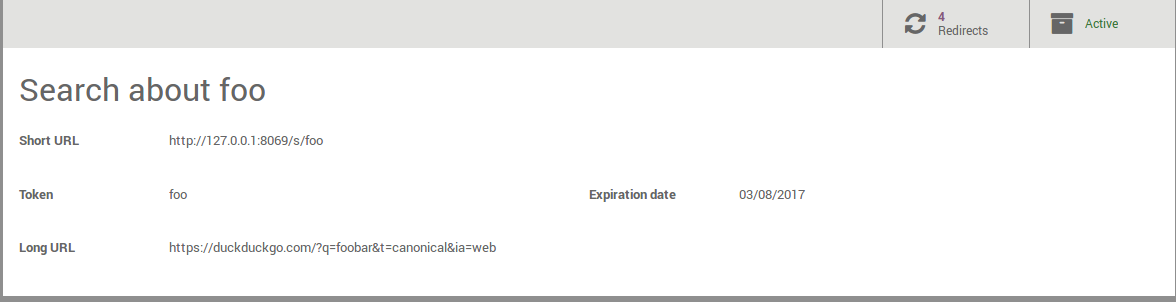 4
Redirects
Active
Search about foo
Short URL http://127.0.0.1:8069/s/foo
Token foo Expiration date 03/08/2017
Long URL https://duckduckgo.com/?q=foobar&t=canonical&ia=web